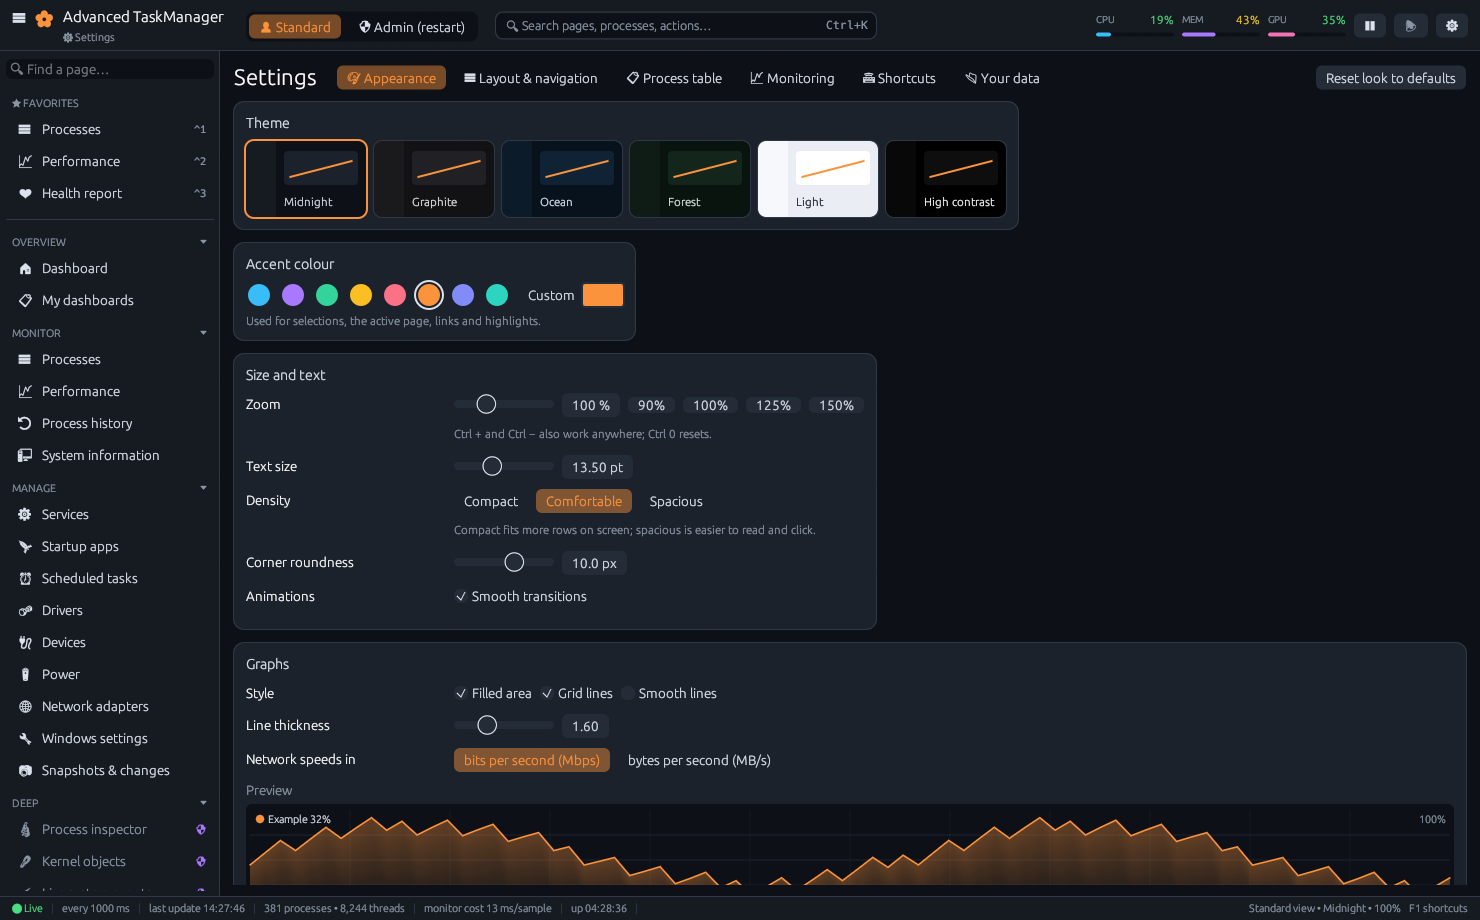 Advanced TaskManager
Settings
Standard
Admin (restart)
Search pages, processes, actions…
Ctrl+K
CPU 19%
MEM 43%
GPU 35%
Find a page…
FAVORITES
Processes ^1
Performance ^2
Health report ^3
OVERVIEW
Dashboard
My dashboards
MONITOR
Processes
Performance
Process history
System information
MANAGE
Services
Startup apps
Scheduled tasks
Drivers
Devices
Power
Network adapters
Windows settings
Snapshots & changes
DEEP
Process inspector
Kernel objects
Settings
Appearance
Layout & navigation
Process table
Monitoring
Shortcuts
Your data
Reset look to defaults
Theme
Midnight
Graphite
Ocean
Forest
Light
High contrast
Accent colour
Custom
Used for selections, the active page, links and highlights.
Size and text
Zoom 100 % 90% 100% 125% 150%
Ctrl + and Ctrl − also work anywhere; Ctrl 0 resets.
Text size 13.50 pt
Density Compact Comfortable Spacious
Compact fits more rows on screen; spacious is easier to read and click.
Corner roundness 10.0 px
Animations Smooth transitions
Graphs
Style Filled area Grid lines Smooth lines
Line thickness 1.60
Network speeds in bits per second (Mbps) bytes per second (MB/s)
Preview
Example 32% 100%
Live every 1000 ms last update 14:27:46 381 processes • 8,244 threads monitor cost 13 ms/sample up 04:28:36
Standard view • Midnight • 100% F1 shortcuts